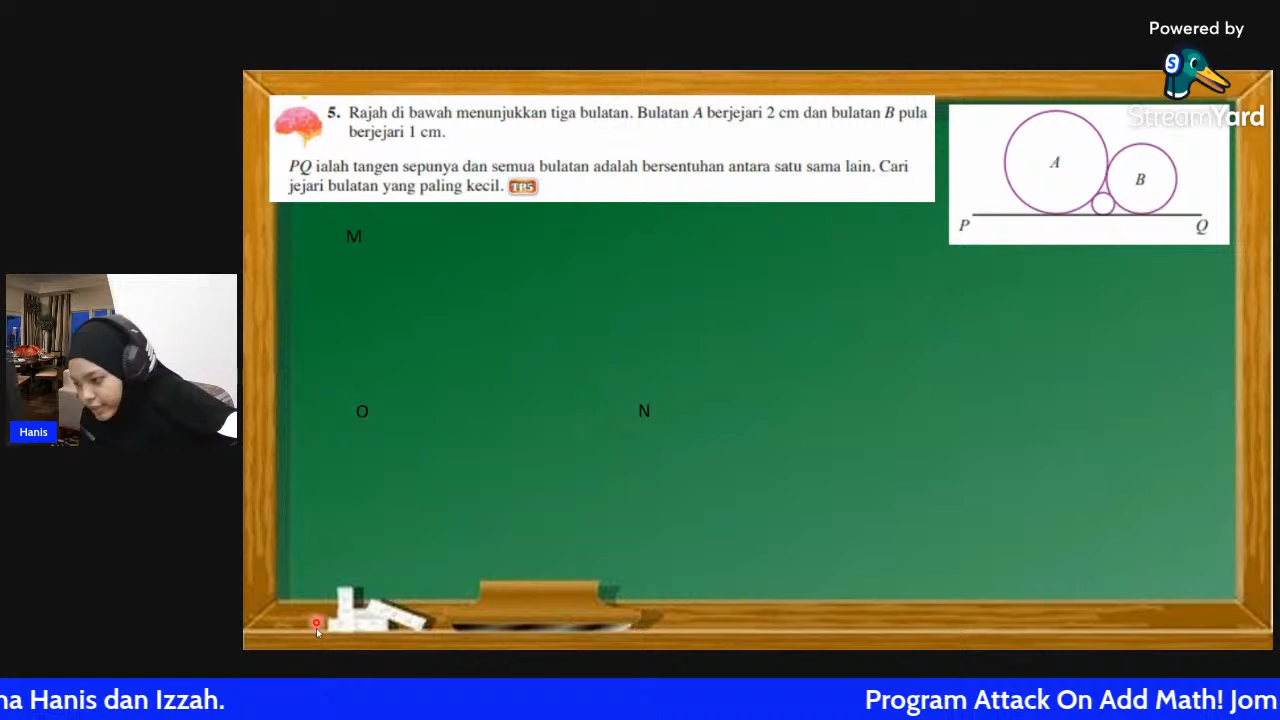 Powered by
StreamYard
5. Rajah di bawah menunjukkan tiga bulatan. Bulatan A berjejari 2 cm dan bulatan B pula
berjejari 1 cm.
PQ ialah tangen sepunya dan semua bulatan adalah bersentuhan antara satu sama lain. Cari
jejari bulatan yang paling kecil. TP5
A
B
P
Q
M
O
N
Hanis
na Hanis dan Izzah.
Program Attack On Add Math! Jom